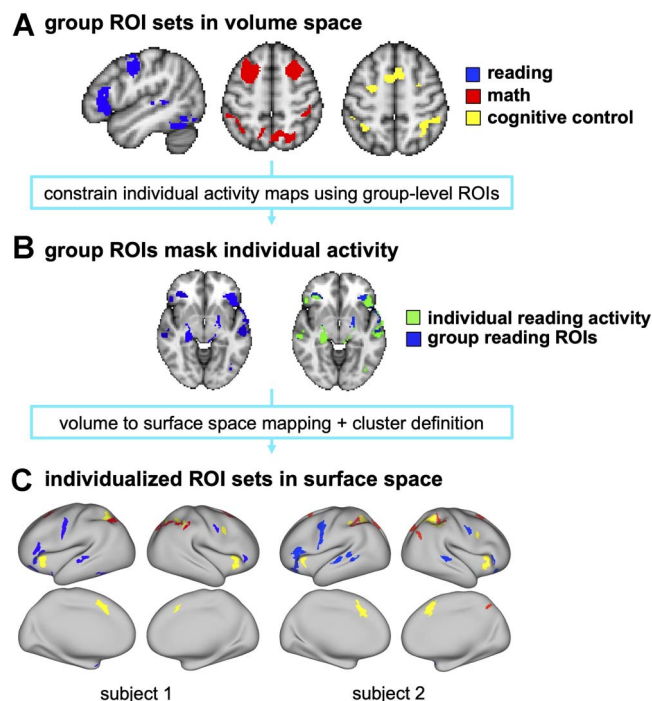 A group ROI sets in volume space
reading
math
cognitive control
constrain individual activity maps using group-level ROIs
B group ROIs mask individual activity
individual reading activity
group reading ROIs
volume to surface space mapping + cluster definition
C individualized ROI sets in surface space
subject 1
subject 2